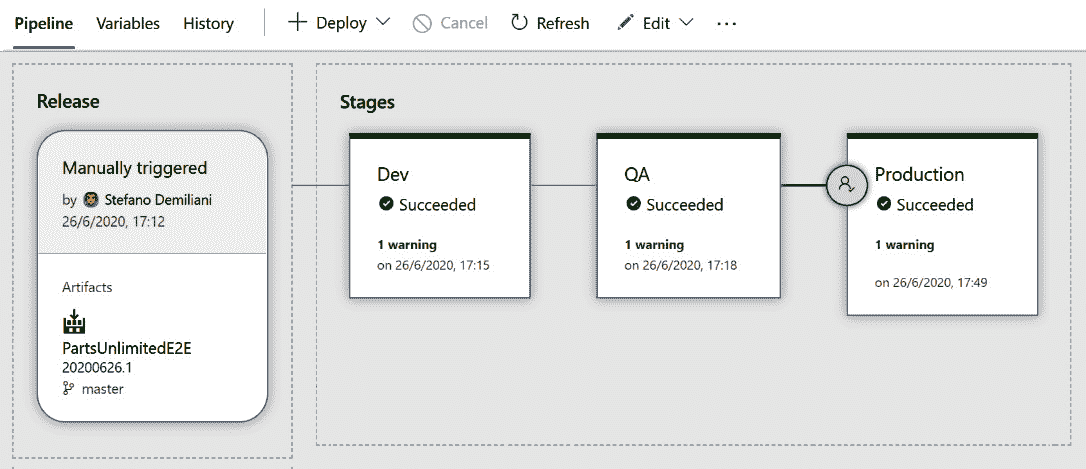 Pipeline Variables History Deploy Cancel Refresh Edit ...
Release
Manually triggered
by Stefano Demiliani
26/6/2020, 17:12
Artifacts
PartsUnlimitedE2E
20200626.1
master
Stages
Dev
Succeeded
1 warning
on 26/6/2020, 17:15
QA
Succeeded
1 warning
on 26/6/2020, 17:18
Production
Succeeded
1 warning
on 26/6/2020, 17:49